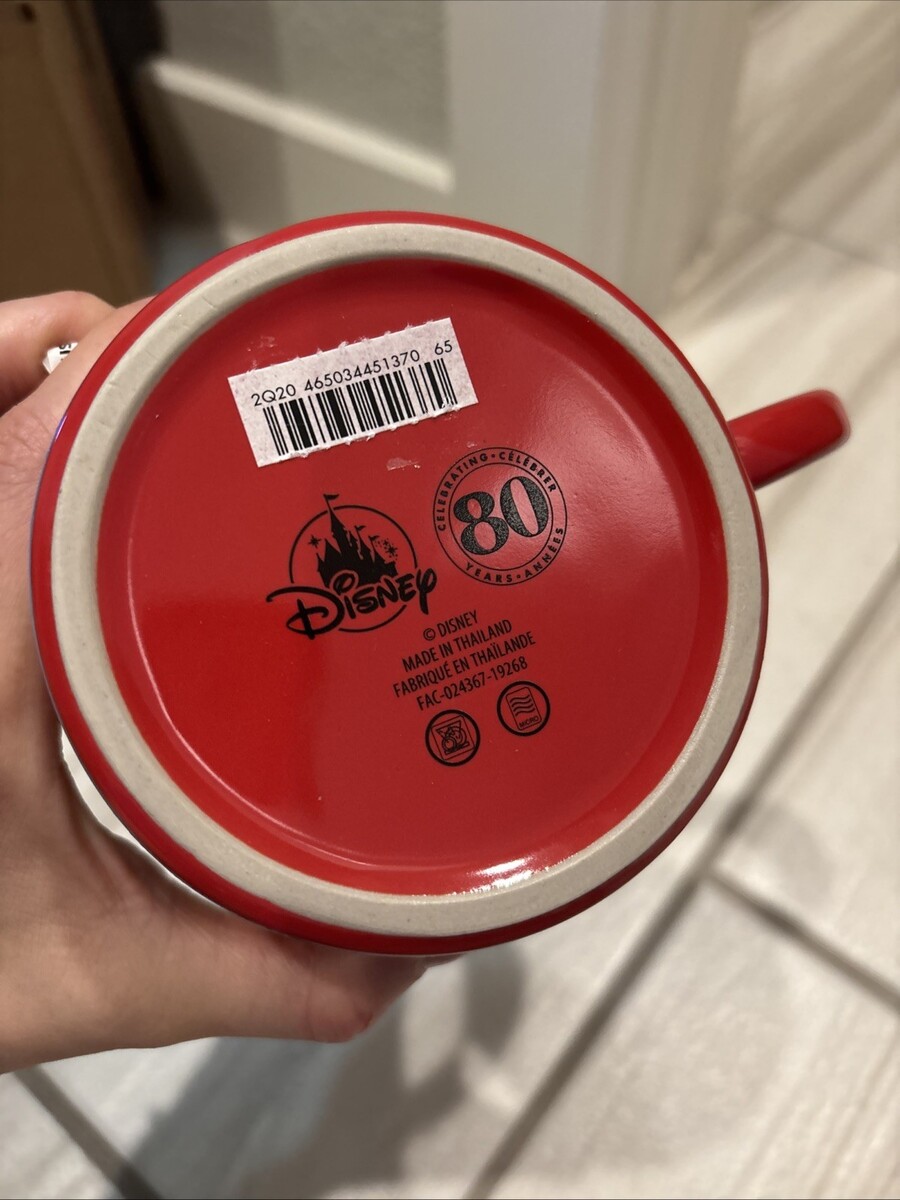 2Q20 465034451370 65
CELEBRATING • CÉLÉBRER
80
YEARS • ANNÉES
Disney
© DISNEY
MADE IN THAILAND
FABRIQUÉ EN THAÏLANDE
FAC-024367-19268
MICRO